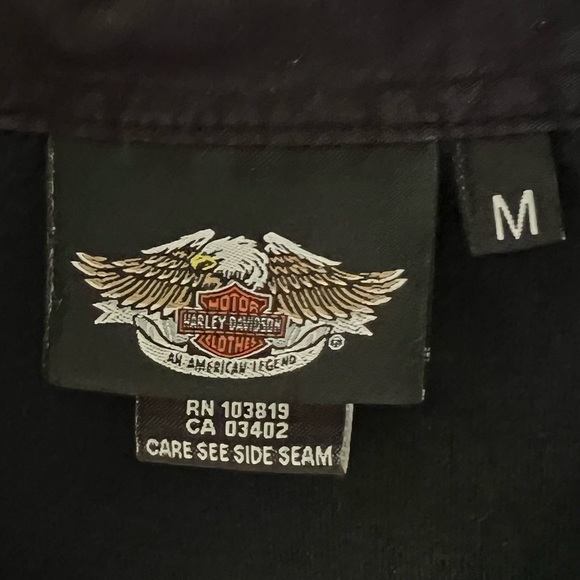 M
MOTOR
HARLEY-DAVIDSON
CLOTHES
AN AMERICAN LEGEND
®
RN 103819
CA 03402
CARE SEE SIDE SEAM